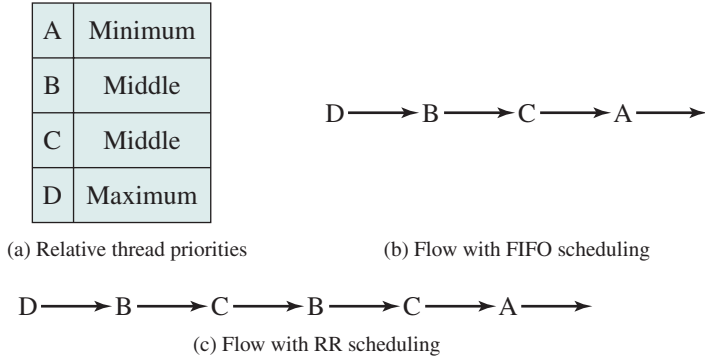 A Minimum
B Middle
C Middle
D Maximum
(a) Relative thread priorities
D B C A
(b) Flow with FIFO scheduling
D B C B C A
(c) Flow with RR scheduling